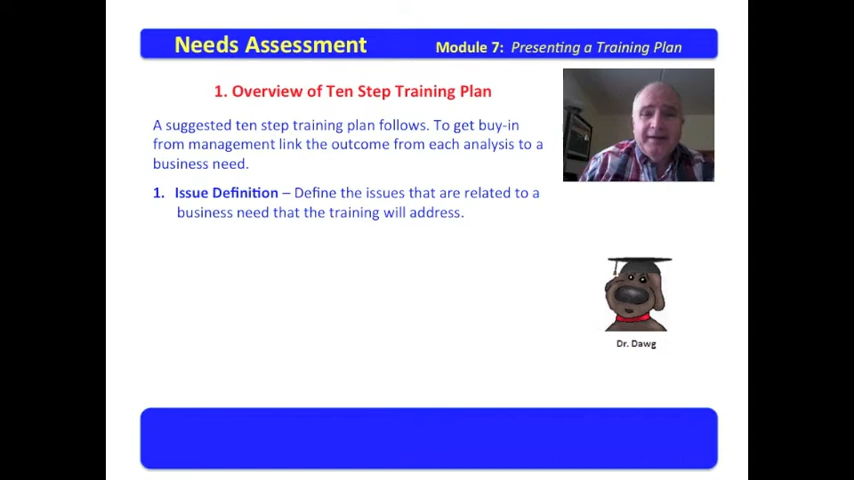 Needs Assessment
Module 7: Presenting a Training Plan
1. Overview of Ten Step Training Plan
A suggested ten step training plan follows. To get buy-in
from management link the outcome from each analysis to a
business need.
1. Issue Definition – Define the issues that are related to a
business need that the training will address.
Dr. Dawg